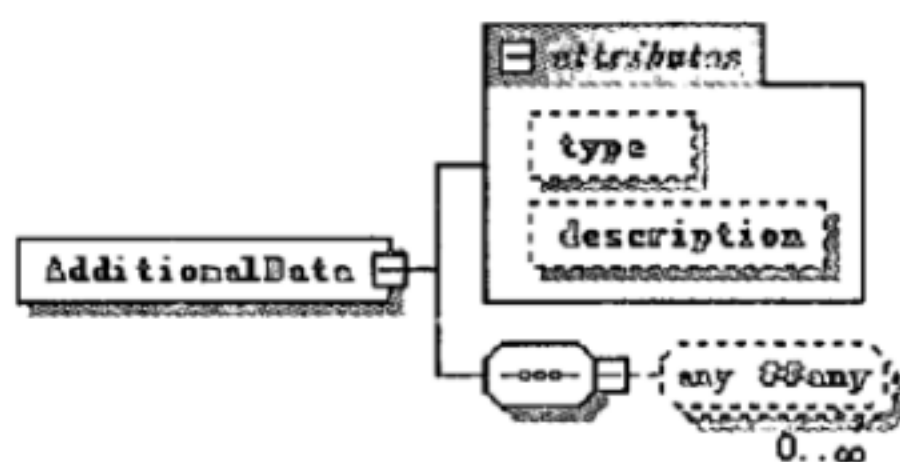 attributes
type
description
AdditionalData
any ##any
0..∞